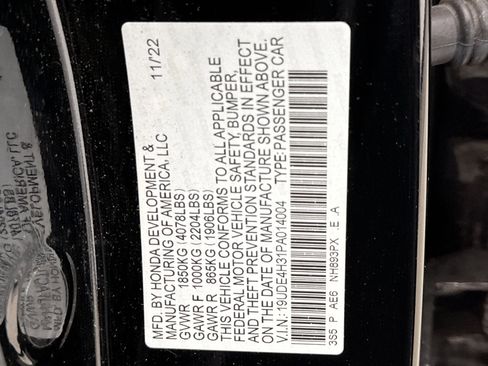 MFD. BY HONDA DEVELOPMENT & 11/22
MANUFACTURING OF AMERICA, LLC
GVWR 1850KG (4078LBS)
GAWR F 1000KG (2204LBS)
GAWR R 865KG (1906LBS)
THIS VEHICLE CONFORMS TO ALL APPLICABLE
FEDERAL MOTOR VEHICLE SAFETY, BUMPER,
AND THEFT PREVENTION STANDARDS IN EFFECT
ON THE DATE OF MANUFACTURE SHOWN ABOVE.
V.I.N.: 19UDE4H31PA014004 TYPE: PASSENGER CAR
3S5 P AE6 NH893PX .E .A